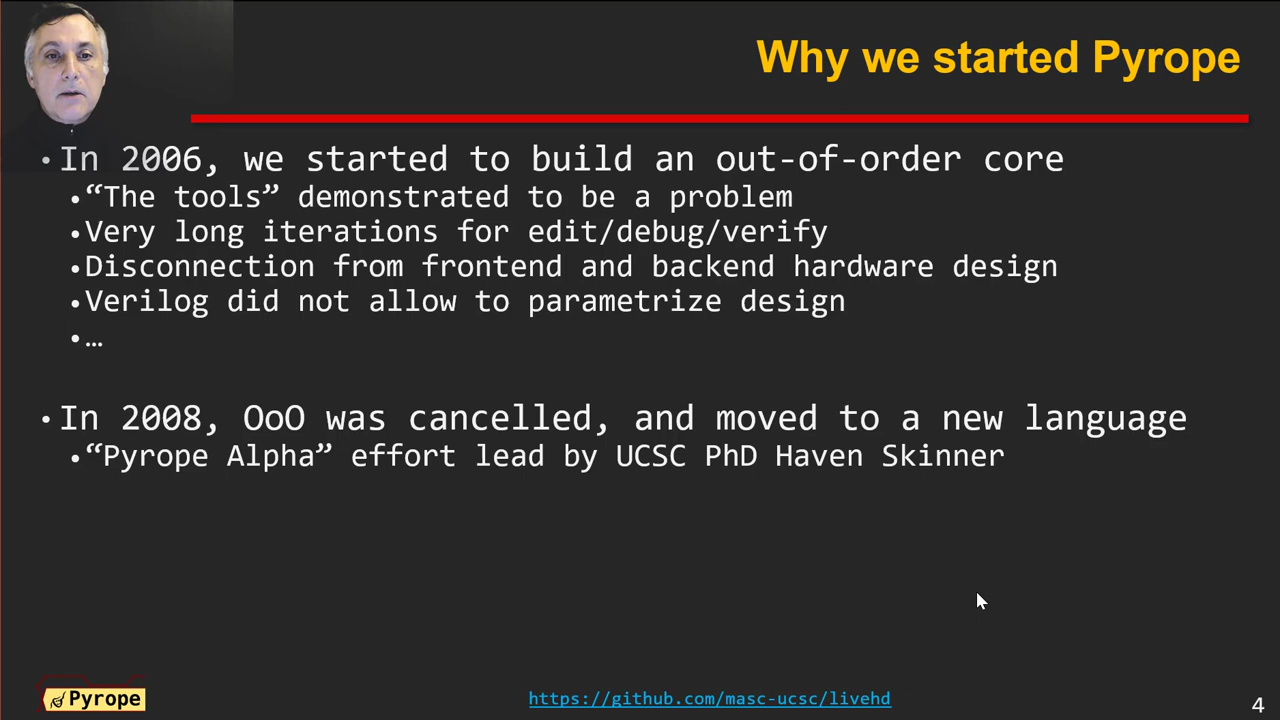 Why we started Pyrope
• In 2006, we started to build an out-of-order core
• “The tools” demonstrated to be a problem
• Very long iterations for edit/debug/verify
• Disconnection from frontend and backend hardware design
• Verilog did not allow to parametrize design
• …
• In 2008, OoO was cancelled, and moved to a new language
• “Pyrope Alpha” effort lead by UCSC PhD Haven Skinner
Pyrope
https://github.com/masc-ucsc/livehd
4